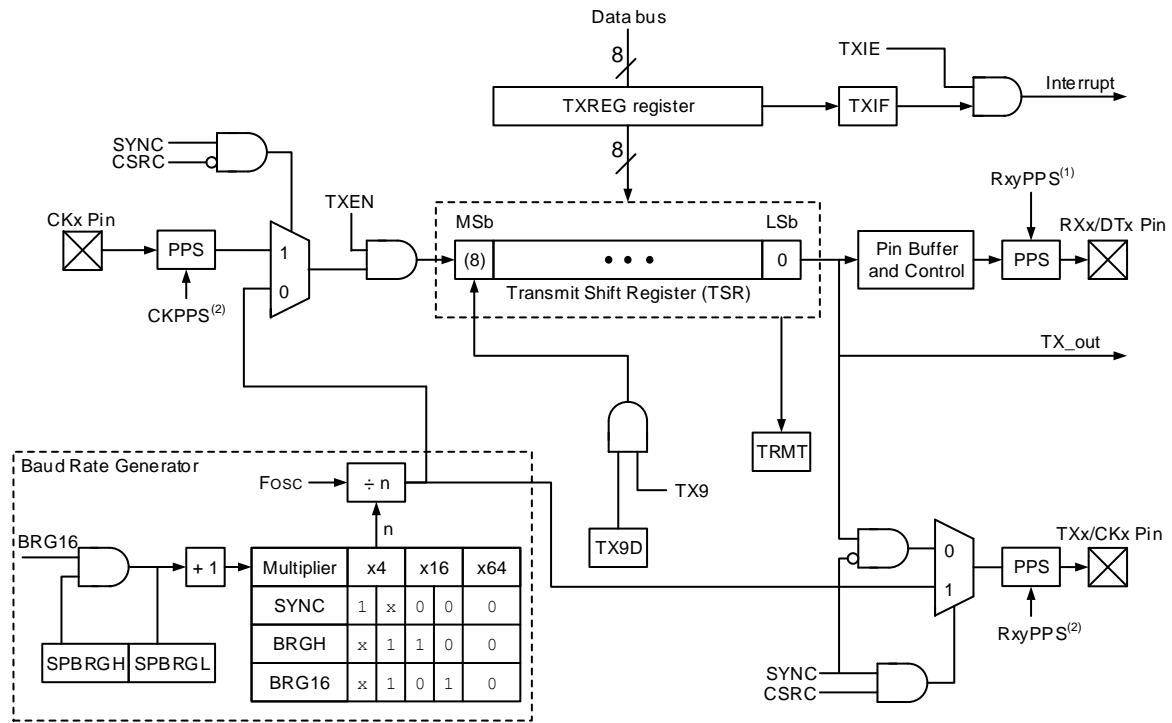 Data bus
8
TXIE
TXREG register
TXIF
Interrupt
SYNC
CSRC
8
RxyPPS(1)
TXEN
MSb
LSb
CKx Pin
RXx/DTx Pin
PPS
1
0
(8)
• • •
0
Pin Buffer
and Control
PPS
Transmit Shift Register (TSR)
CKPPS(2)
TX_out
TRMT
Baud Rate Generator
Fosc
÷ n
TX9
n
TX9D
BRG16
+ 1
Multiplier x4 x16 x64
SYNC 1 x 0 0 0
BRGH x 1 1 0 0
BRG16 x 1 0 1 0
SPBRGH SPBRGL
0
1
PPS
TXx/CKx Pin
RxyPPS(2)
SYNC
CSRC